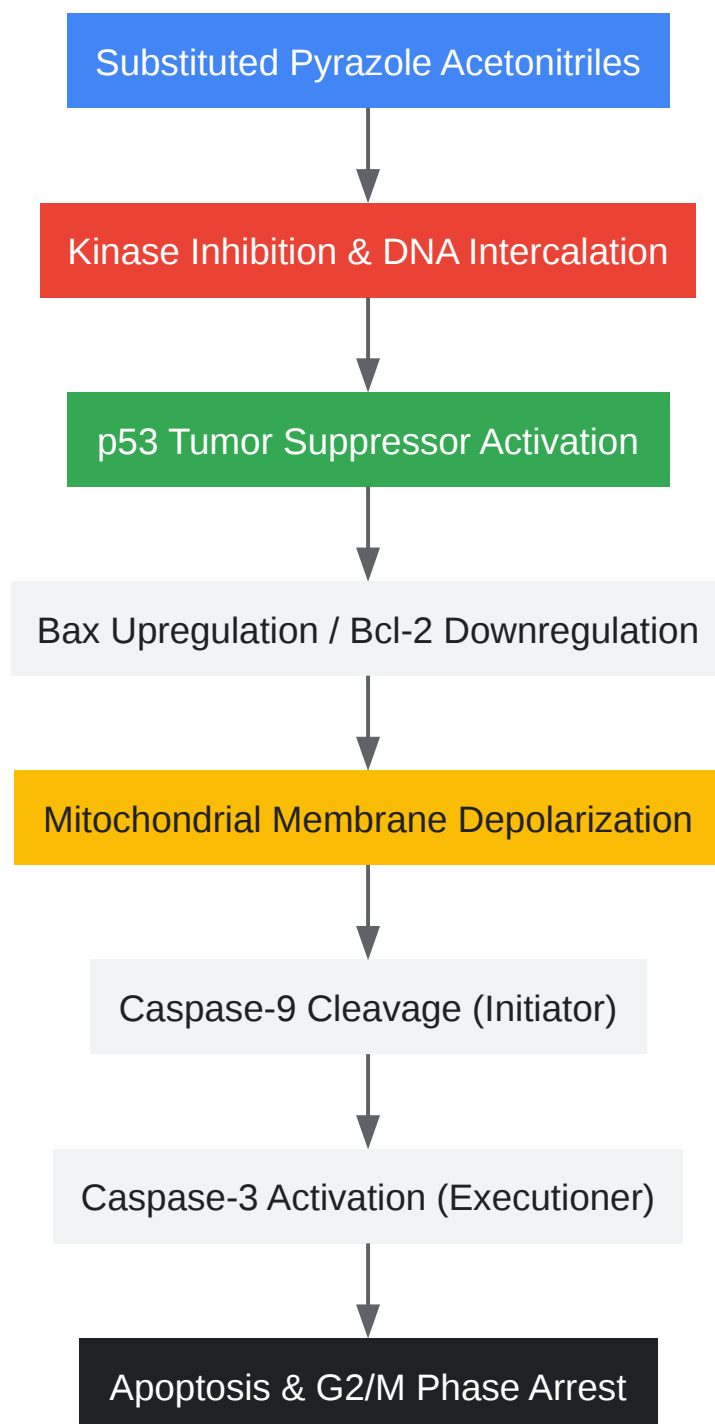 Substituted Pyrazole Acetonitriles
Kinase Inhibition & DNA Intercalation
p53 Tumor Suppressor Activation
Bax Upregulation / Bcl-2 Downregulation
Mitochondrial Membrane Depolarization
Caspase-9 Cleavage (Initiator)
Caspase-3 Activation (Executioner)
Apoptosis & G2/M Phase Arrest